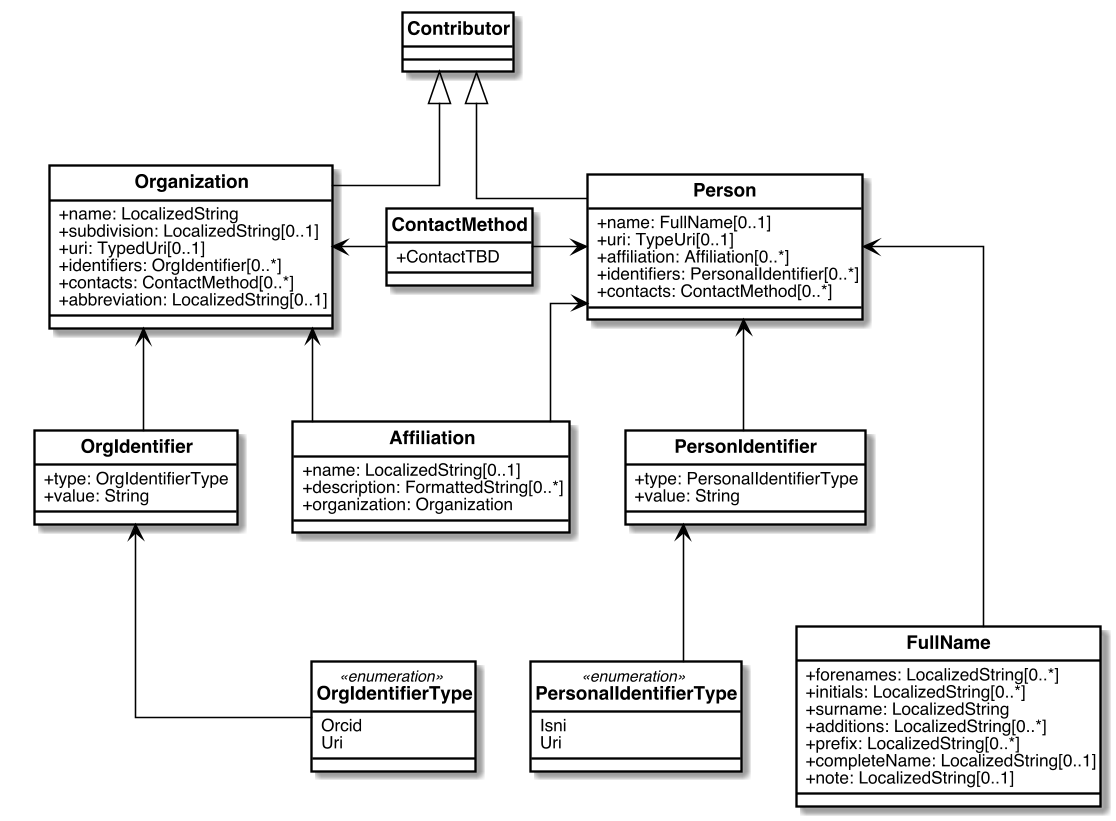 Contributor
Organization
+name: LocalizedString
+subdivision: LocalizedString[0..1]
+uri: TypedUri[0..1]
+identifiers: OrgIdentifier[0..*]
+contacts: ContactMethod[0..*]
+abbreviation: LocalizedString[0..1]
ContactMethod
+ContactTBD
Person
+name: FullName[0..1]
+uri: TypeUri[0..1]
+affiliation: Affiliation[0..*]
+identifiers: PersonalIdentifier[0..*]
+contacts: ContactMethod[0..*]
OrgIdentifier
+type: OrgIdentifierType
+value: String
Affiliation
+name: LocalizedString[0..1]
+description: FormattedString[0..*]
+organization: Organization
PersonIdentifier
+type: PersonalIdentifierType
+value: String
«enumeration»
OrgIdentifierType
Orcid
Uri
«enumeration»
PersonalIdentifierType
Isni
Uri
FullName
+forenames: LocalizedString[0..*]
+initials: LocalizedString[0..*]
+surname: LocalizedString
+additions: LocalizedString[0..*]
+prefix: LocalizedString[0..*]
+completeName: LocalizedString[0..1]
+note: LocalizedString[0..1]